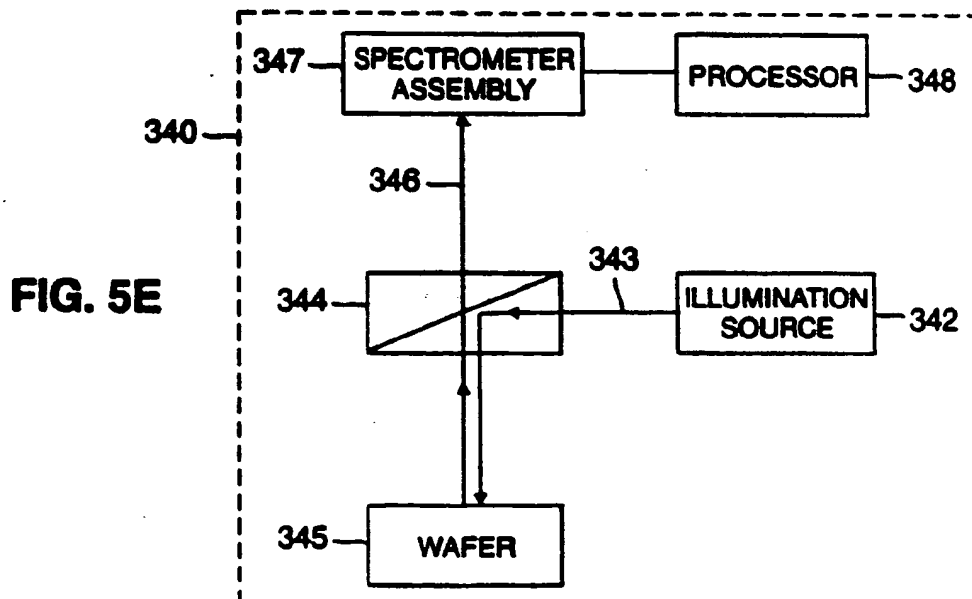 347
SPECTROMETER
ASSEMBLY
PROCESSOR
348
340
346
FIG. 5E
344
343
ILLUMINATION
SOURCE
342
345
WAFER